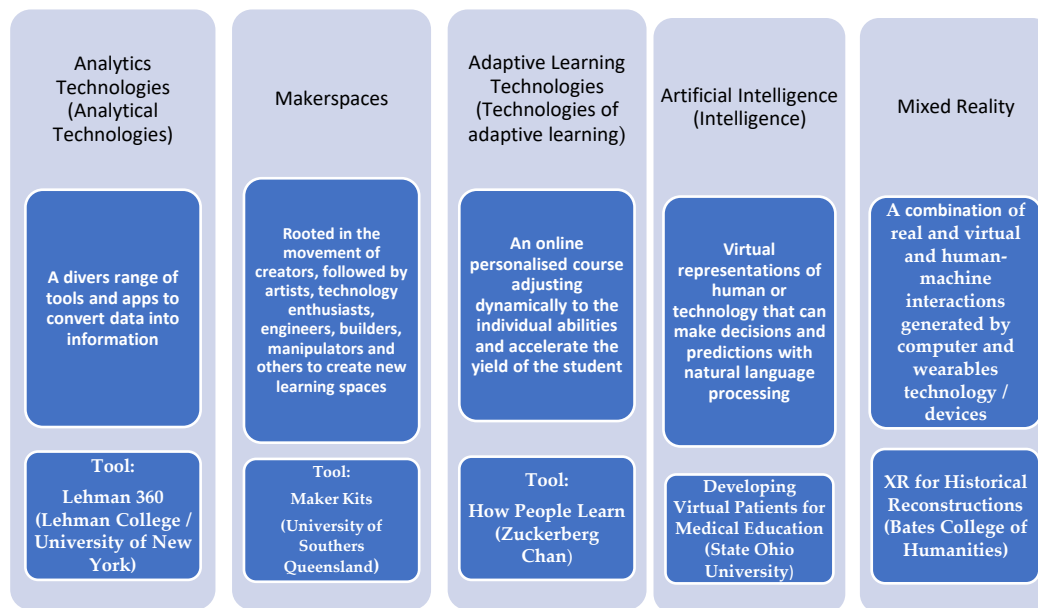 Analytics
Technologies
(Analytical
Technologies)
A divers range of
tools and apps to
convert data into
information
Tool:
Lehman 360
(Lehman College /
University of New
York)
Makerspaces
Rooted in the
movement of
creators, followed by
artists, technology
enthusiasts,
engineers, builders,
manipulators and
others to create new
learning spaces
Tool:
Maker Kits
(University of
Southers
Queensland)
Adaptive Learning
Technologies
(Technologies of
adaptive learning)
An online
personalised course
adjusting
dynamically to the
individual abilities
and accelerate the
yield of the student
Tool:
How People Learn
(Zuckerberg
Chan)
Artificial Intelligence
(Intelligence)
Virtual
representations of
human or
technology that can
make decisions and
predictions with
natural language
processing
Developing
Virtual Patients for
Medical Education
(State Ohio
University)
Mixed Reality
A combination of
real and virtual
and human-
machine
interactions
generated by
computer and
wearables
technology /
devices
XR for Historical
Reconstructions
(Bates College of
Humanities)